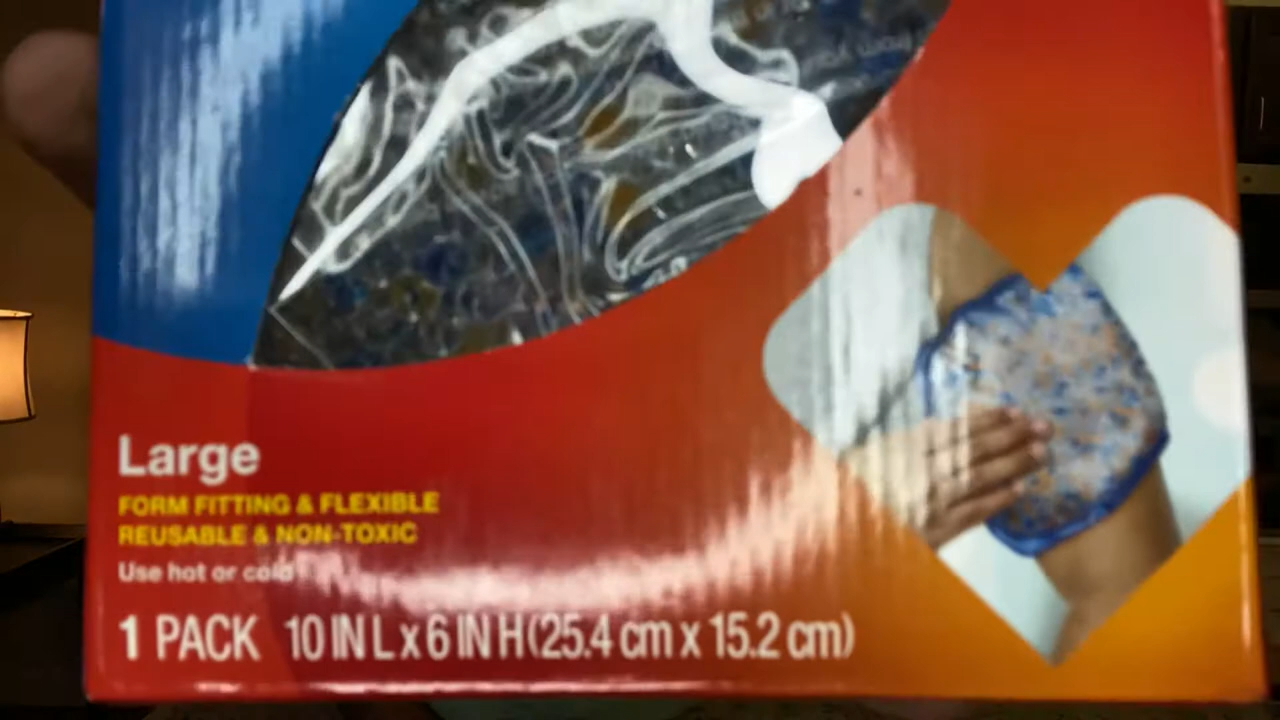 Large
FORM FITTING & FLEXIBLE
REUSABLE & NON-TOXIC
Use hot or cold
1 PACK 10 IN L x 6 IN H (25.4 cm x 15.2 cm)